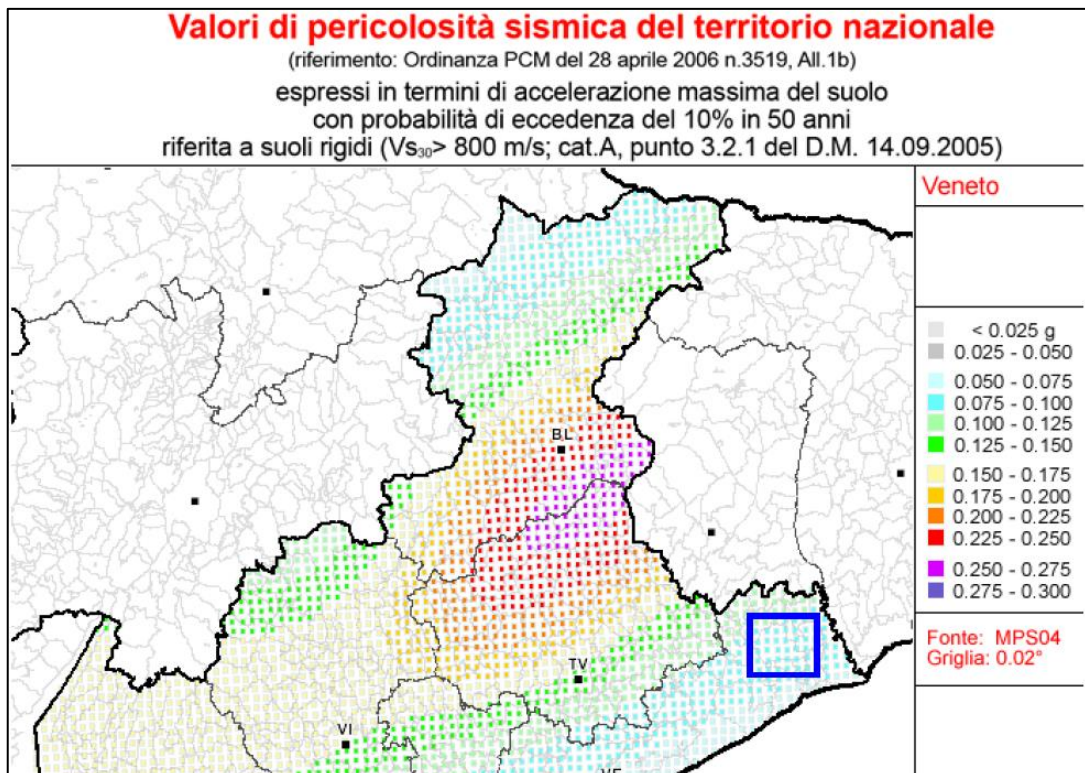 Valori di pericolosità sismica del territorio nazionale
(riferimento: Ordinanza PCM del 28 aprile 2006 n.3519, All.1b)
espressi in termini di accelerazione massima del suolo
con probabilità di eccedenza del 10% in 50 anni
riferita a suoli rigidi (Vs₃₀> 800 m/s; cat.A, punto 3.2.1 del D.M. 14.09.2005)
Veneto
< 0.025 g
0.025 - 0.050
0.050 - 0.075
0.075 - 0.100
0.100 - 0.125
0.125 - 0.150
0.150 - 0.175
0.175 - 0.200
0.200 - 0.225
0.225 - 0.250
0.250 - 0.275
0.275 - 0.300
Fonte: MPS04
Griglia: 0.02°
BL
TV
VI
VE